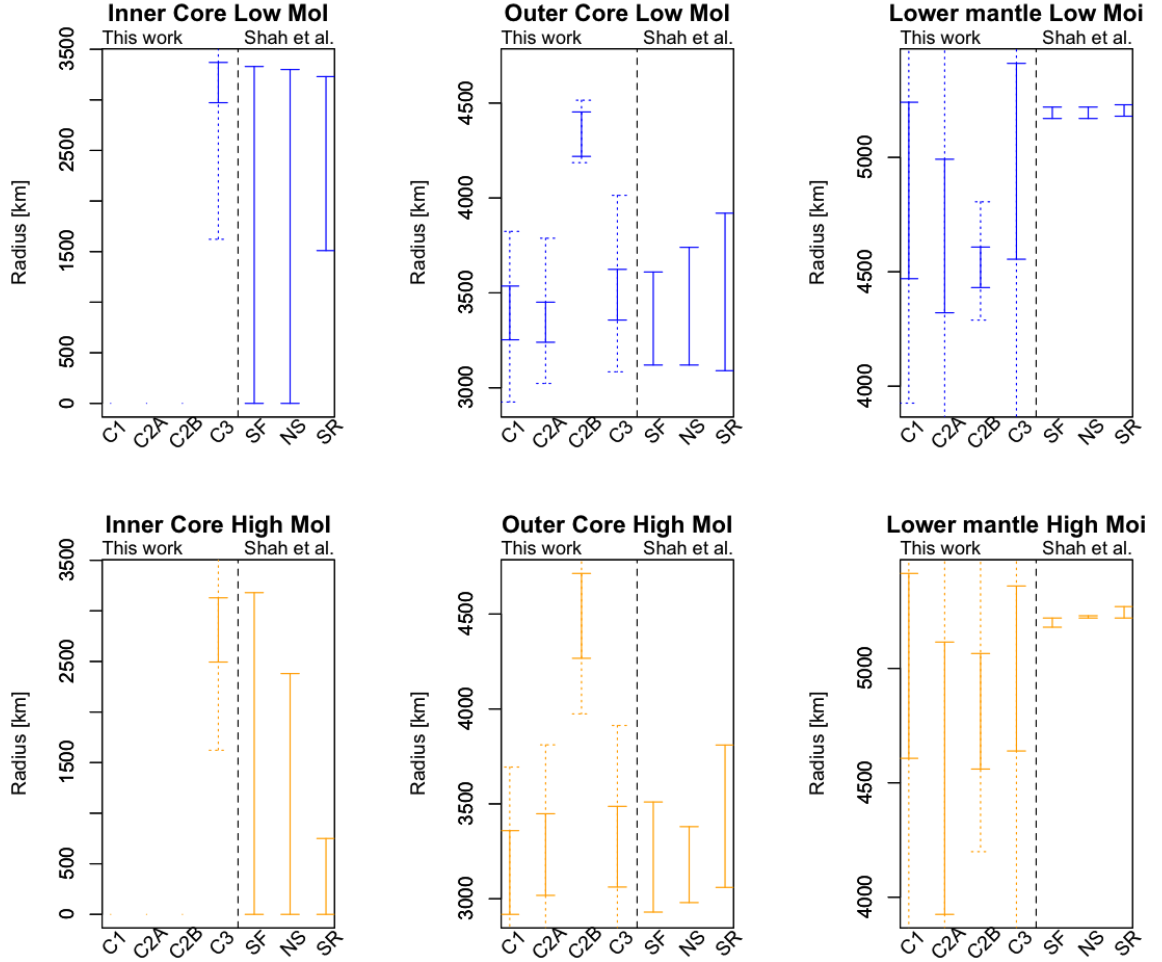 Inner Core Low MoI
This work Shah et al.
Radius [km]
3500
2500
1500
500
0
C1 C2A C2B C3 SF NS SR
Outer Core Low MoI
This work Shah et al.
Radius [km]
4500
4000
3500
3000
C1 C2A C2B C3 SF NS SR
Lower mantle Low Moi
This work Shah et al.
Radius [km]
5000
4500
4000
C1 C2A C2B C3 SF NS SR
Inner Core High MoI
This work Shah et al.
Radius [km]
3500
2500
1500
500
0
C1 C2A C2B C3 SF NS SR
Outer Core High MoI
This work Shah et al.
Radius [km]
4500
4000
3500
3000
C1 C2A C2B C3 SF NS SR
Lower mantle High Moi
This work Shah et al.
Radius [km]
5000
4500
4000
C1 C2A C2B C3 SF NS SR